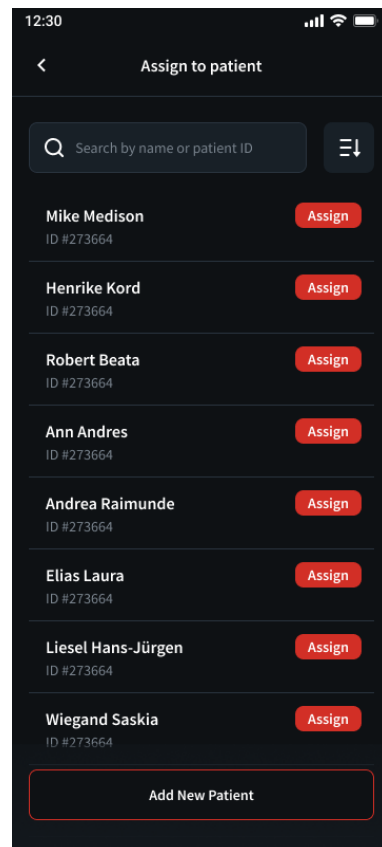 12:30
Assign to patient
Search by name or patient ID
Mike Medison
Assign
ID #273664
Henrike Kord
Assign
ID #273664
Robert Beata
Assign
ID #273664
Ann Andres
Assign
ID #273664
Andrea Raimunde
Assign
ID #273664
Elias Laura
Assign
ID #273664
Liesel Hans-Jürgen
Assign
ID #273664
Wiegand Saskia
Assign
ID #273664
Add New Patient